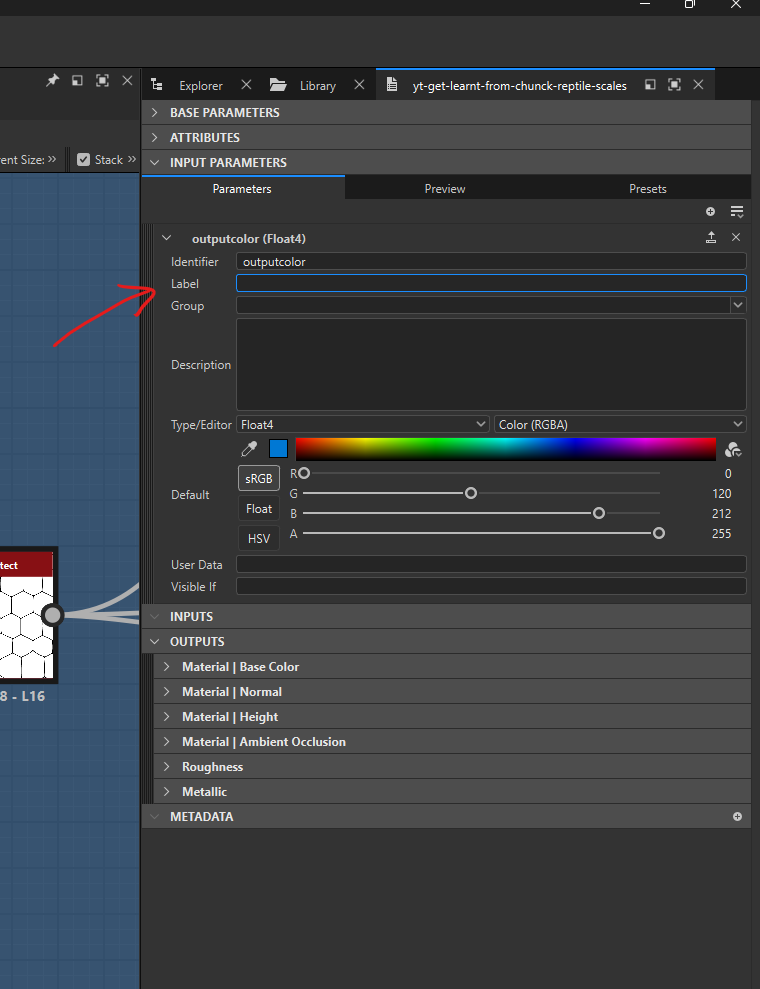 Explorer
Library
yt-get-learnt-from-chunck-reptile-scales
BASE PARAMETERS
ATTRIBUTES
ent Size: >>
Stack >>
INPUT PARAMETERS
Parameters Preview Presets
outputcolor (Float4)
Identifier outputcolor
Label
Group
Description
Type/Editor Float4 Color (RGBA)
sRGB R 0
Default
G 120
Float B 212
HSV A 255
User Data
Visible If
tect
8 - L16
INPUTS
OUTPUTS
Material | Base Color
Material | Normal
Material | Height
Material | Ambient Occlusion
Roughness
Metallic
METADATA